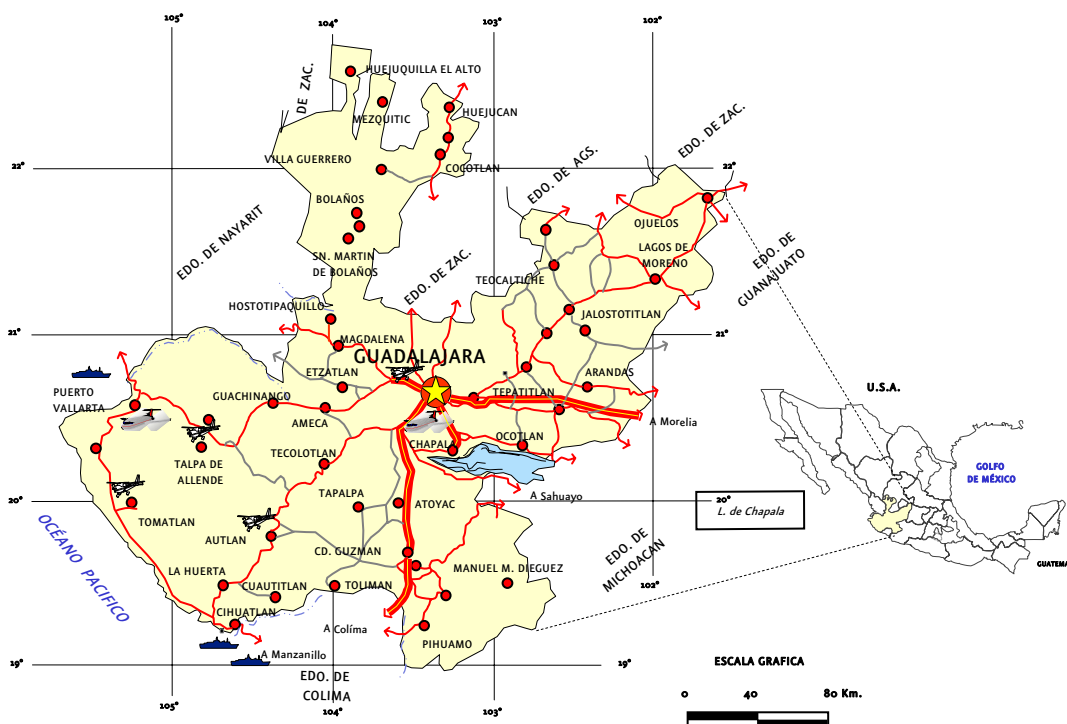 105°
104°
103°
102°
HUEJUQUILLA EL ALTO
DE ZAC.
MEZQUITIC
HUEJUCAN
EDO. DE ZAC.
VILLA GUERRERO
COCOTLAN
EDO. DE AGS.
22°
22°
BOLAÑOS
OJUELOS
EDO. DE NAYARIT
LAGOS DE
MORENO
EDO. DE
GUANAJUATO
SN. MARTIN
DE BOLAÑOS
EDO. DE ZAC.
TEOCALTICHE
HOSTOTIPAQUILLO
JALOSTOTITLAN
21°
21°
MAGDALENA
GUADALAJARA
ETZATLAN
ARANDAS
PUERTO
VALLARTA
GUACHINANGO
TEPATITLAN
U.S.A.
AMECA
A Morelia
CHAPALA
OCOTLAN
TECOLOTLAN
TALPA DE
ALLENDE
GOLFO
DE MÉXICO
TAPALPA
A Sahuayo
20°
20°
L. de Chapala
ATOYAC
TOMATLAN
OCÉANO PACIFICO
AUTLAN
CD. GUZMAN
EDO. DE
MICHOACAN
LA HUERTA
MANUEL M. DIEGUEZ
GUATEMA
CUAUTITLAN
TOLIMAN
102°
CIHUATLAN
A Colíma
PIHUAMO
A Manzanillo
19°
19°
ESCALA GRAFICA
EDO. DE
COLIMA
0 40 80 Km.
105°
104°
103°